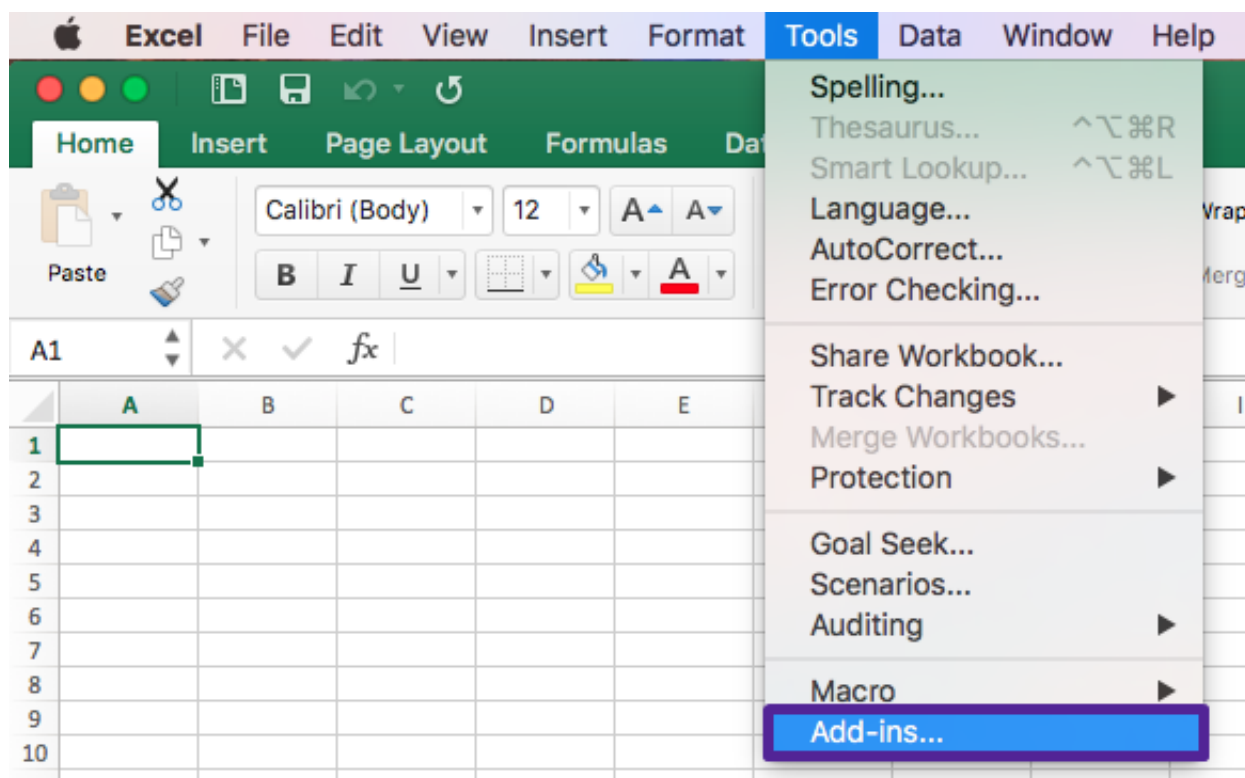 Excel File Edit View Insert Format Tools Data Window Help
Home Insert Page Layout Formulas
Spelling...
Thesaurus... ^⌥⌘R
Smart Lookup... ^⌥⌘L
Language...
AutoCorrect...
Error Checking...
Share Workbook...
Track Changes
Merge Workbooks...
Protection
Goal Seek...
Scenarios...
Auditing
Macro
Add-ins...
Paste
Calibri (Body) 12 A A
B I U A
A1 fx
A B C D E I
1
2
3
4
5
6
7
8
9
10